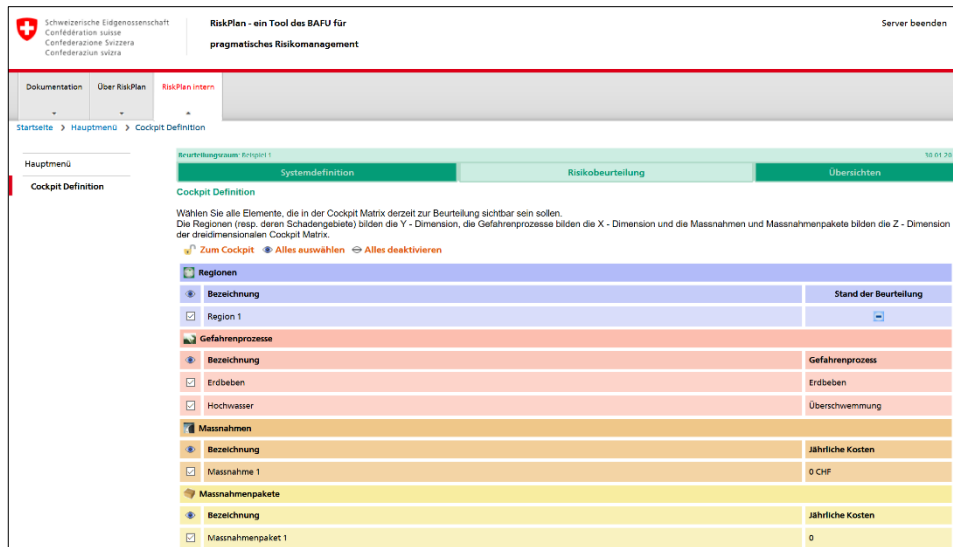 Schweizerische Eidgenossenschaft
Confédération suisse
Confederazione Svizzera
Confederaziun svizra
RiskPlan - ein Tool des BAFU für
pragmatisches Risikomanagement
Server beenden
Dokumentation
Über RiskPlan
RiskPlan intern
Startseite > Hauptmenü > Cockpit Definition
Hauptmenü
Cockpit Definition
Beurteilungsraum: Beispiel 1
30.01.20
Systemdefinition
Risikobeurteilung
Übersichten
Cockpit Definition
Wählen Sie alle Elemente, die in der Cockpit Matrix derzeit zur Beurteilung sichtbar sein sollen.
Die Regionen (resp. deren Schadengebiete) bilden die Y - Dimension, die Gefahrenprozesse bilden die X - Dimension und die Massnahmen und Massnahmenpakete bilden die Z - Dimension
der dreidimensionalen Cockpit Matrix.
Zum Cockpit Alles auswählen Alles deaktivieren
Regionen
Bezeichnung Stand der Beurteilung
Region 1
Gefahrenprozesse
Bezeichnung Gefahrenprozess
Erdbeben Erdbeben
Hochwasser Überschwemmung
Massnahmen
Bezeichnung Jährliche Kosten
Massnahme 1 0 CHF
Massnahmenpakete
Bezeichnung Jährliche Kosten
Massnahmenpaket 1 0